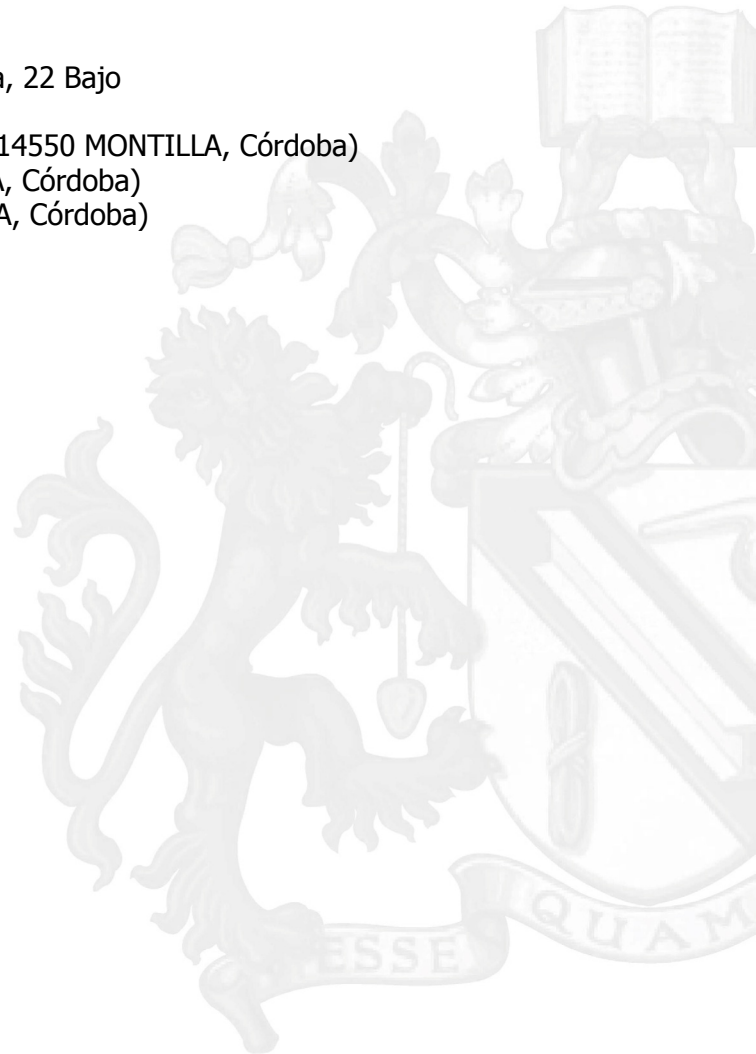 a, 22 Bajo
14550 MONTILLA, Córdoba)
A, Córdoba)
A, Córdoba)
ESSE QUAM